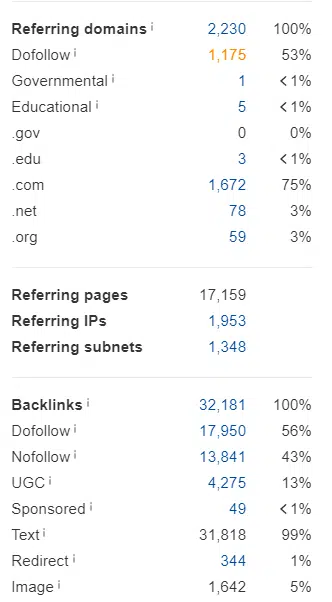 Referring domains i 2,230 100%
Dofollow i 1,175 53%
Governmental i 1 <1%
Educational i 5 <1%
.gov 0 0%
.edu 3 <1%
.com 1,672 75%
.net 78 3%
.org 59 3%
Referring pages 17,159
Referring IPs 1,953
Referring subnets 1,348
Backlinks i 32,181 100%
Dofollow i 17,950 56%
Nofollow i 13,841 43%
UGC i 4,275 13%
Sponsored i 49 <1%
Text i 31,818 99%
Redirect i 344 1%
Image i 1,642 5%